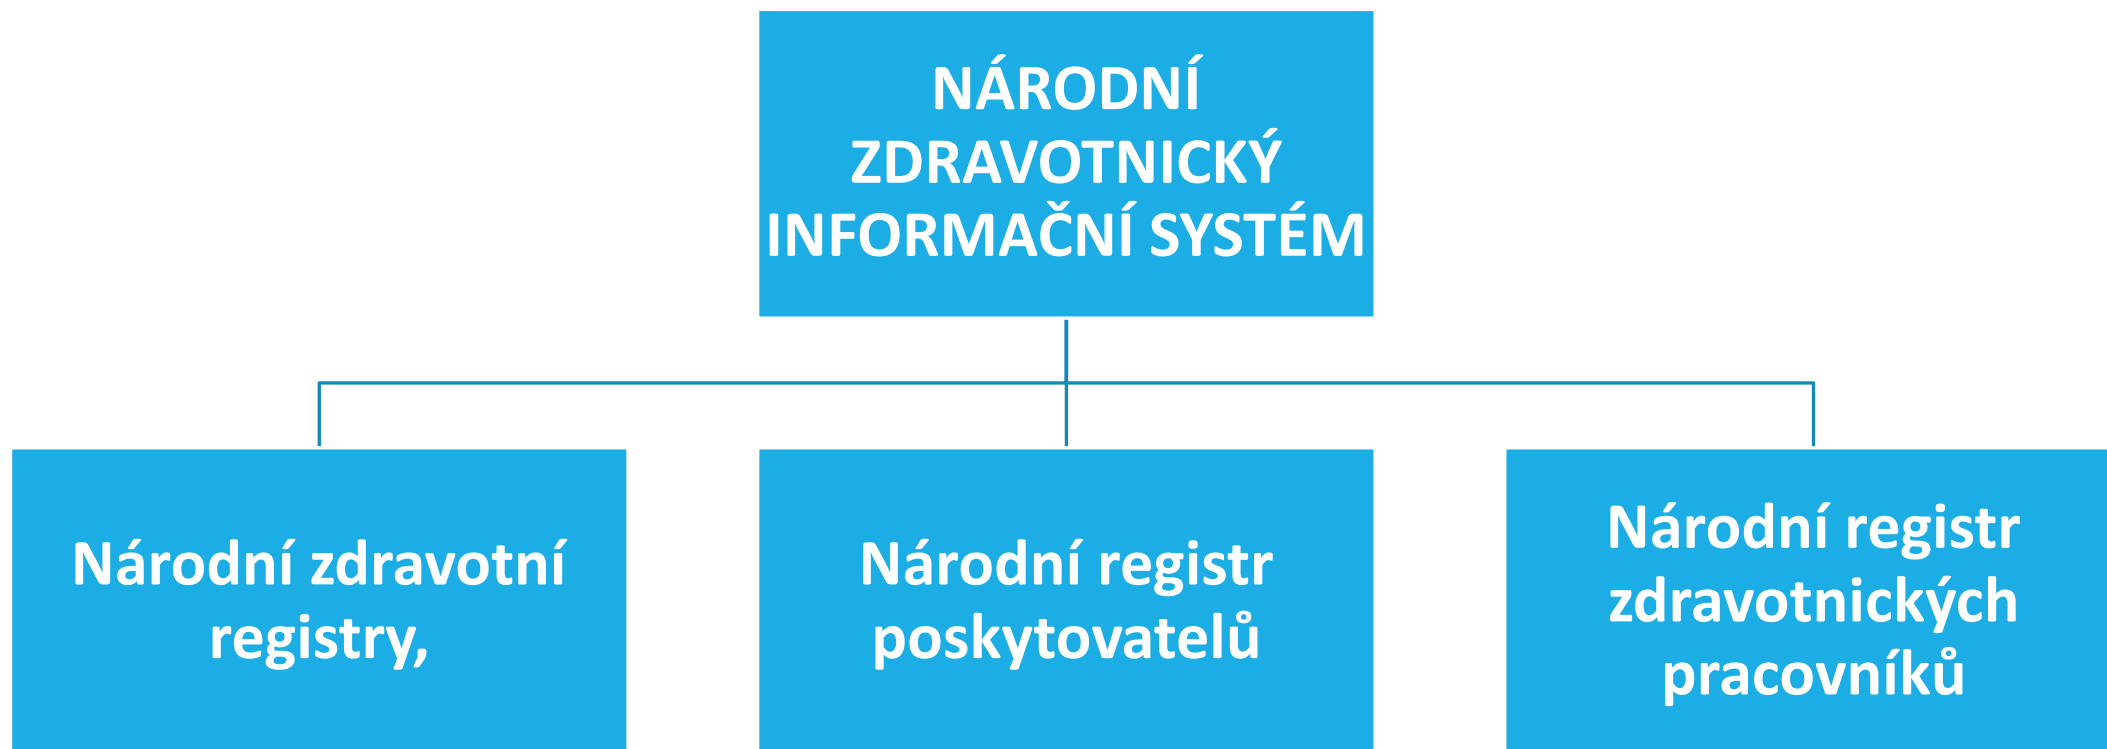 NÁRODNÍ
ZDRAVOTNICKÝ
INFORMAČNÍ SYSTÉM
Národní zdravotní
registry,
Národní registr
poskytovatelů
Národní registr
zdravotnických
pracovníků